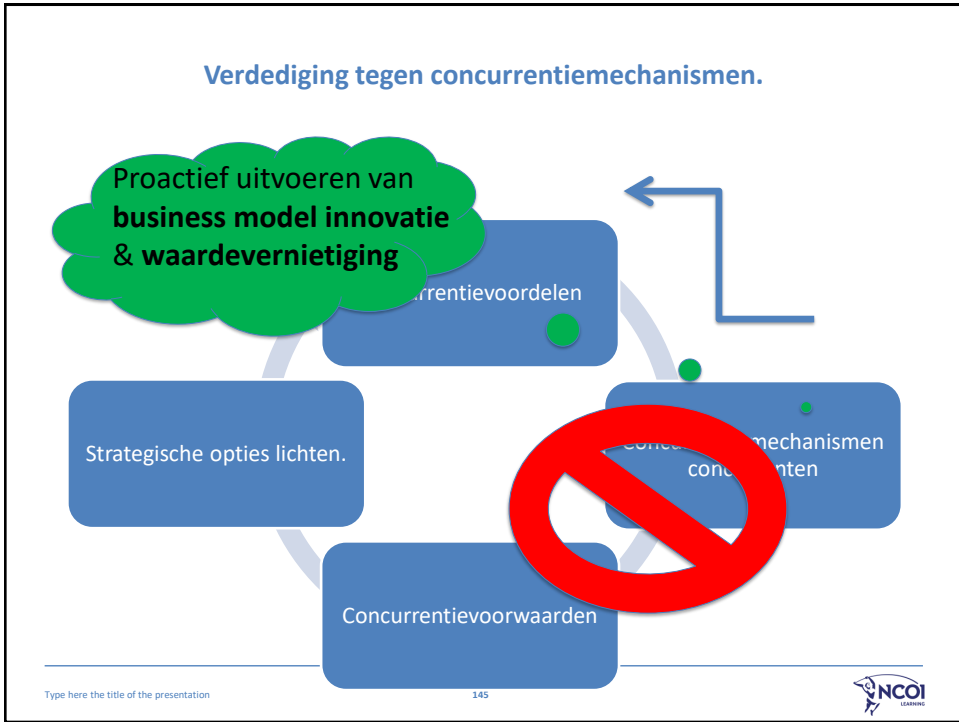 Verdediging tegen concurrentiemechanismen.
Proactief uitvoeren van
business model innovatie
& waardevernietiging
urrentievoordelen
Strategische opties lichten.
mechanismen
Concurrentievoorwaarden
Type here the title of the presentation
145
NCOI
LEARNING